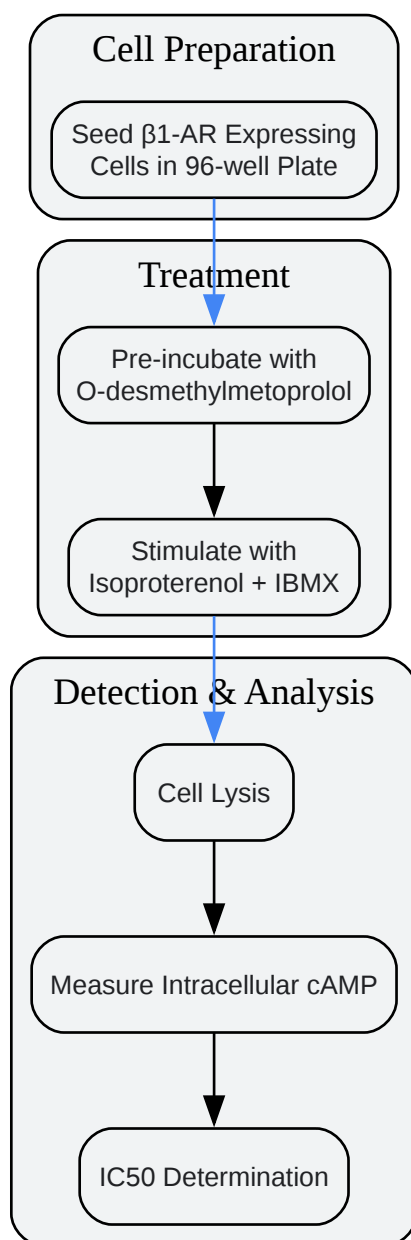 Cell Preparation
Seed β1-AR Expressing
Cells in 96-well Plate
Treatment
Pre-incubate with
O-desmethylmetoprolol
Stimulate with
Isoproterenol + IBMX
Detection & Analysis
Cell Lysis
Measure Intracellular cAMP
IC50 Determination